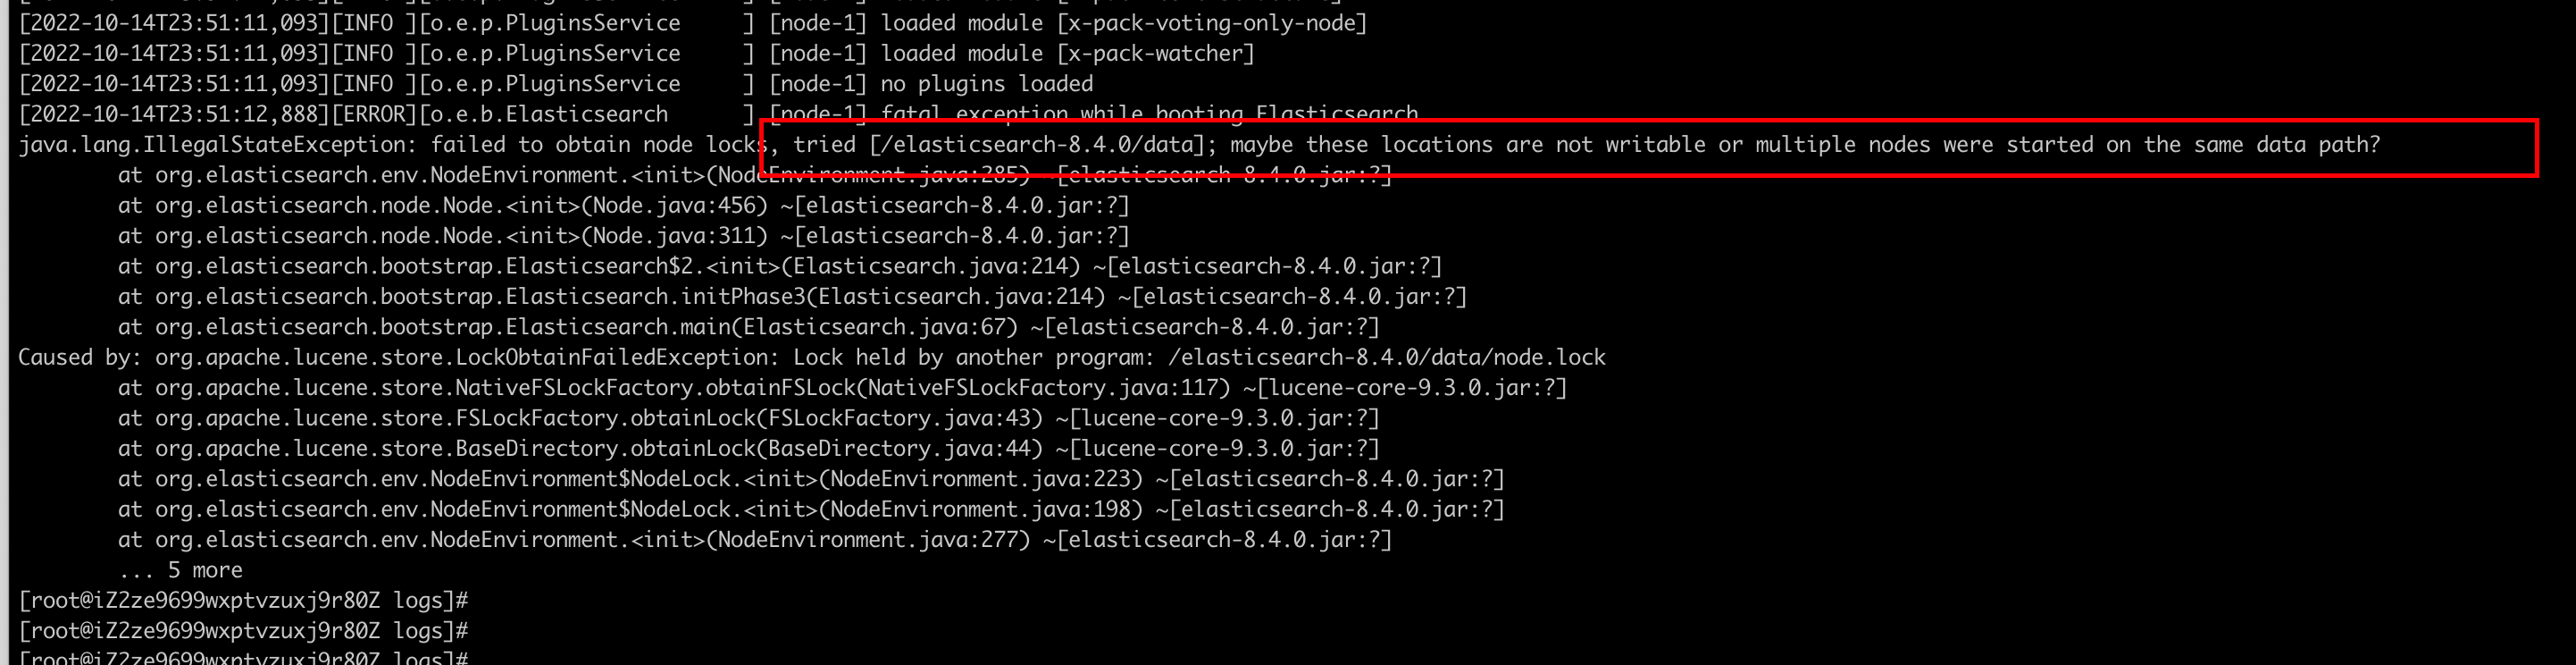 [2022-10-14T23:51:11,093][INFO ][o.e.p.PluginsService     ] [node-1] loaded module [x-pack-voting-only-node]
[2022-10-14T23:51:11,093][INFO ][o.e.p.PluginsService     ] [node-1] loaded module [x-pack-watcher]
[2022-10-14T23:51:11,093][INFO ][o.e.p.PluginsService     ] [node-1] no plugins loaded
[2022-10-14T23:51:12,888][ERROR][o.e.b.Elasticsearch      ] [node-1] fatal exception while booting Elasticsearch
java.lang.IllegalStateException: failed to obtain node locks, tried [/elasticsearch-8.4.0/data]; maybe these locations are not writable or multiple nodes were started on the same data path?
        at org.elasticsearch.env.NodeEnvironment.<init>(NodeEnvironment.java:285) ~[elasticsearch-8.4.0.jar:?]
        at org.elasticsearch.node.Node.<init>(Node.java:456) ~[elasticsearch-8.4.0.jar:?]
        at org.elasticsearch.node.Node.<init>(Node.java:311) ~[elasticsearch-8.4.0.jar:?]
        at org.elasticsearch.bootstrap.Elasticsearch$2.<init>(Elasticsearch.java:214) ~[elasticsearch-8.4.0.jar:?]
        at org.elasticsearch.bootstrap.Elasticsearch.initPhase3(Elasticsearch.java:214) ~[elasticsearch-8.4.0.jar:?]
        at org.elasticsearch.bootstrap.Elasticsearch.main(Elasticsearch.java:67) ~[elasticsearch-8.4.0.jar:?]
Caused by: org.apache.lucene.store.LockObtainFailedException: Lock held by another program: /elasticsearch-8.4.0/data/node.lock
        at org.apache.lucene.store.NativeFSLockFactory.obtainFSLock(NativeFSLockFactory.java:117) ~[lucene-core-9.3.0.jar:?]
        at org.apache.lucene.store.FSLockFactory.obtainLock(FSLockFactory.java:43) ~[lucene-core-9.3.0.jar:?]
        at org.apache.lucene.store.BaseDirectory.obtainLock(BaseDirectory.java:44) ~[lucene-core-9.3.0.jar:?]
        at org.elasticsearch.env.NodeEnvironment$NodeLock.<init>(NodeEnvironment.java:223) ~[elasticsearch-8.4.0.jar:?]
        at org.elasticsearch.env.NodeEnvironment$NodeLock.<init>(NodeEnvironment.java:198) ~[elasticsearch-8.4.0.jar:?]
        at org.elasticsearch.env.NodeEnvironment.<init>(NodeEnvironment.java:277) ~[elasticsearch-8.4.0.jar:?]
        ... 5 more
[root@iZ2ze9699wxptvzuxj9r80Z logs]#
[root@iZ2ze9699wxptvzuxj9r80Z logs]#
[root@iZ2ze9699wxptvzuxj9r80Z logs]#